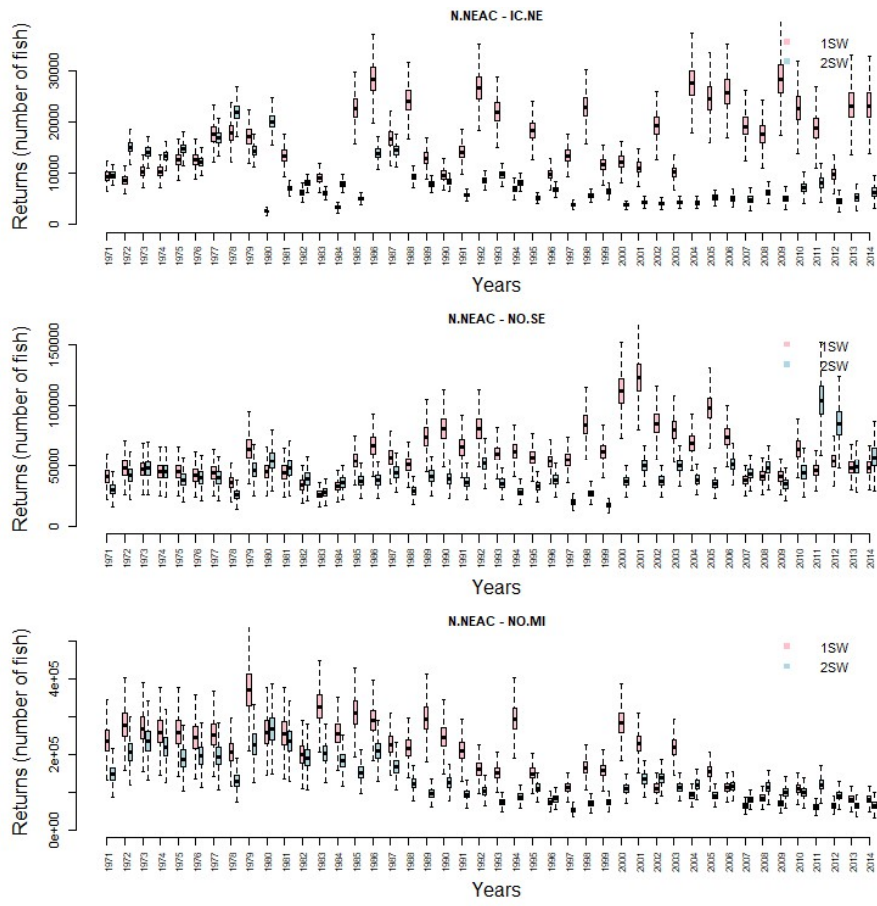 N.NEAC - IC.NE
Returns (number of fish)
30000
20000
10000
0
1SW
2SW
1971 1972 1973 1974 1975 1976 1977 1978 1979 1980 1981 1982 1983 1984 1985 1986 1987 1988 1989 1990 1991 1992 1993 1994 1995 1996 1997 1998 1999 2000 2001 2002 2003 2004 2005 2006 2007 2008 2009 2010 2011 2012 2013 2014
Years
N.NEAC - NO.SE
Returns (number of fish)
150000
100000
50000
0
1SW
2SW
1971 1972 1973 1974 1975 1976 1977 1978 1979 1980 1981 1982 1983 1984 1985 1986 1987 1988 1989 1990 1991 1992 1993 1994 1995 1996 1997 1998 1999 2000 2001 2002 2003 2004 2005 2006 2007 2008 2009 2010 2011 2012 2013 2014
Years
N.NEAC - NO.MI
Returns (number of fish)
4e+05
2e+05
0e+00
1SW
2SW
1971 1972 1973 1974 1975 1976 1977 1978 1979 1980 1981 1982 1983 1984 1985 1986 1987 1988 1989 1990 1991 1992 1993 1994 1995 1996 1997 1998 1999 2000 2001 2002 2003 2004 2005 2006 2007 2008 2009 2010 2011 2012 2013 2014
Years